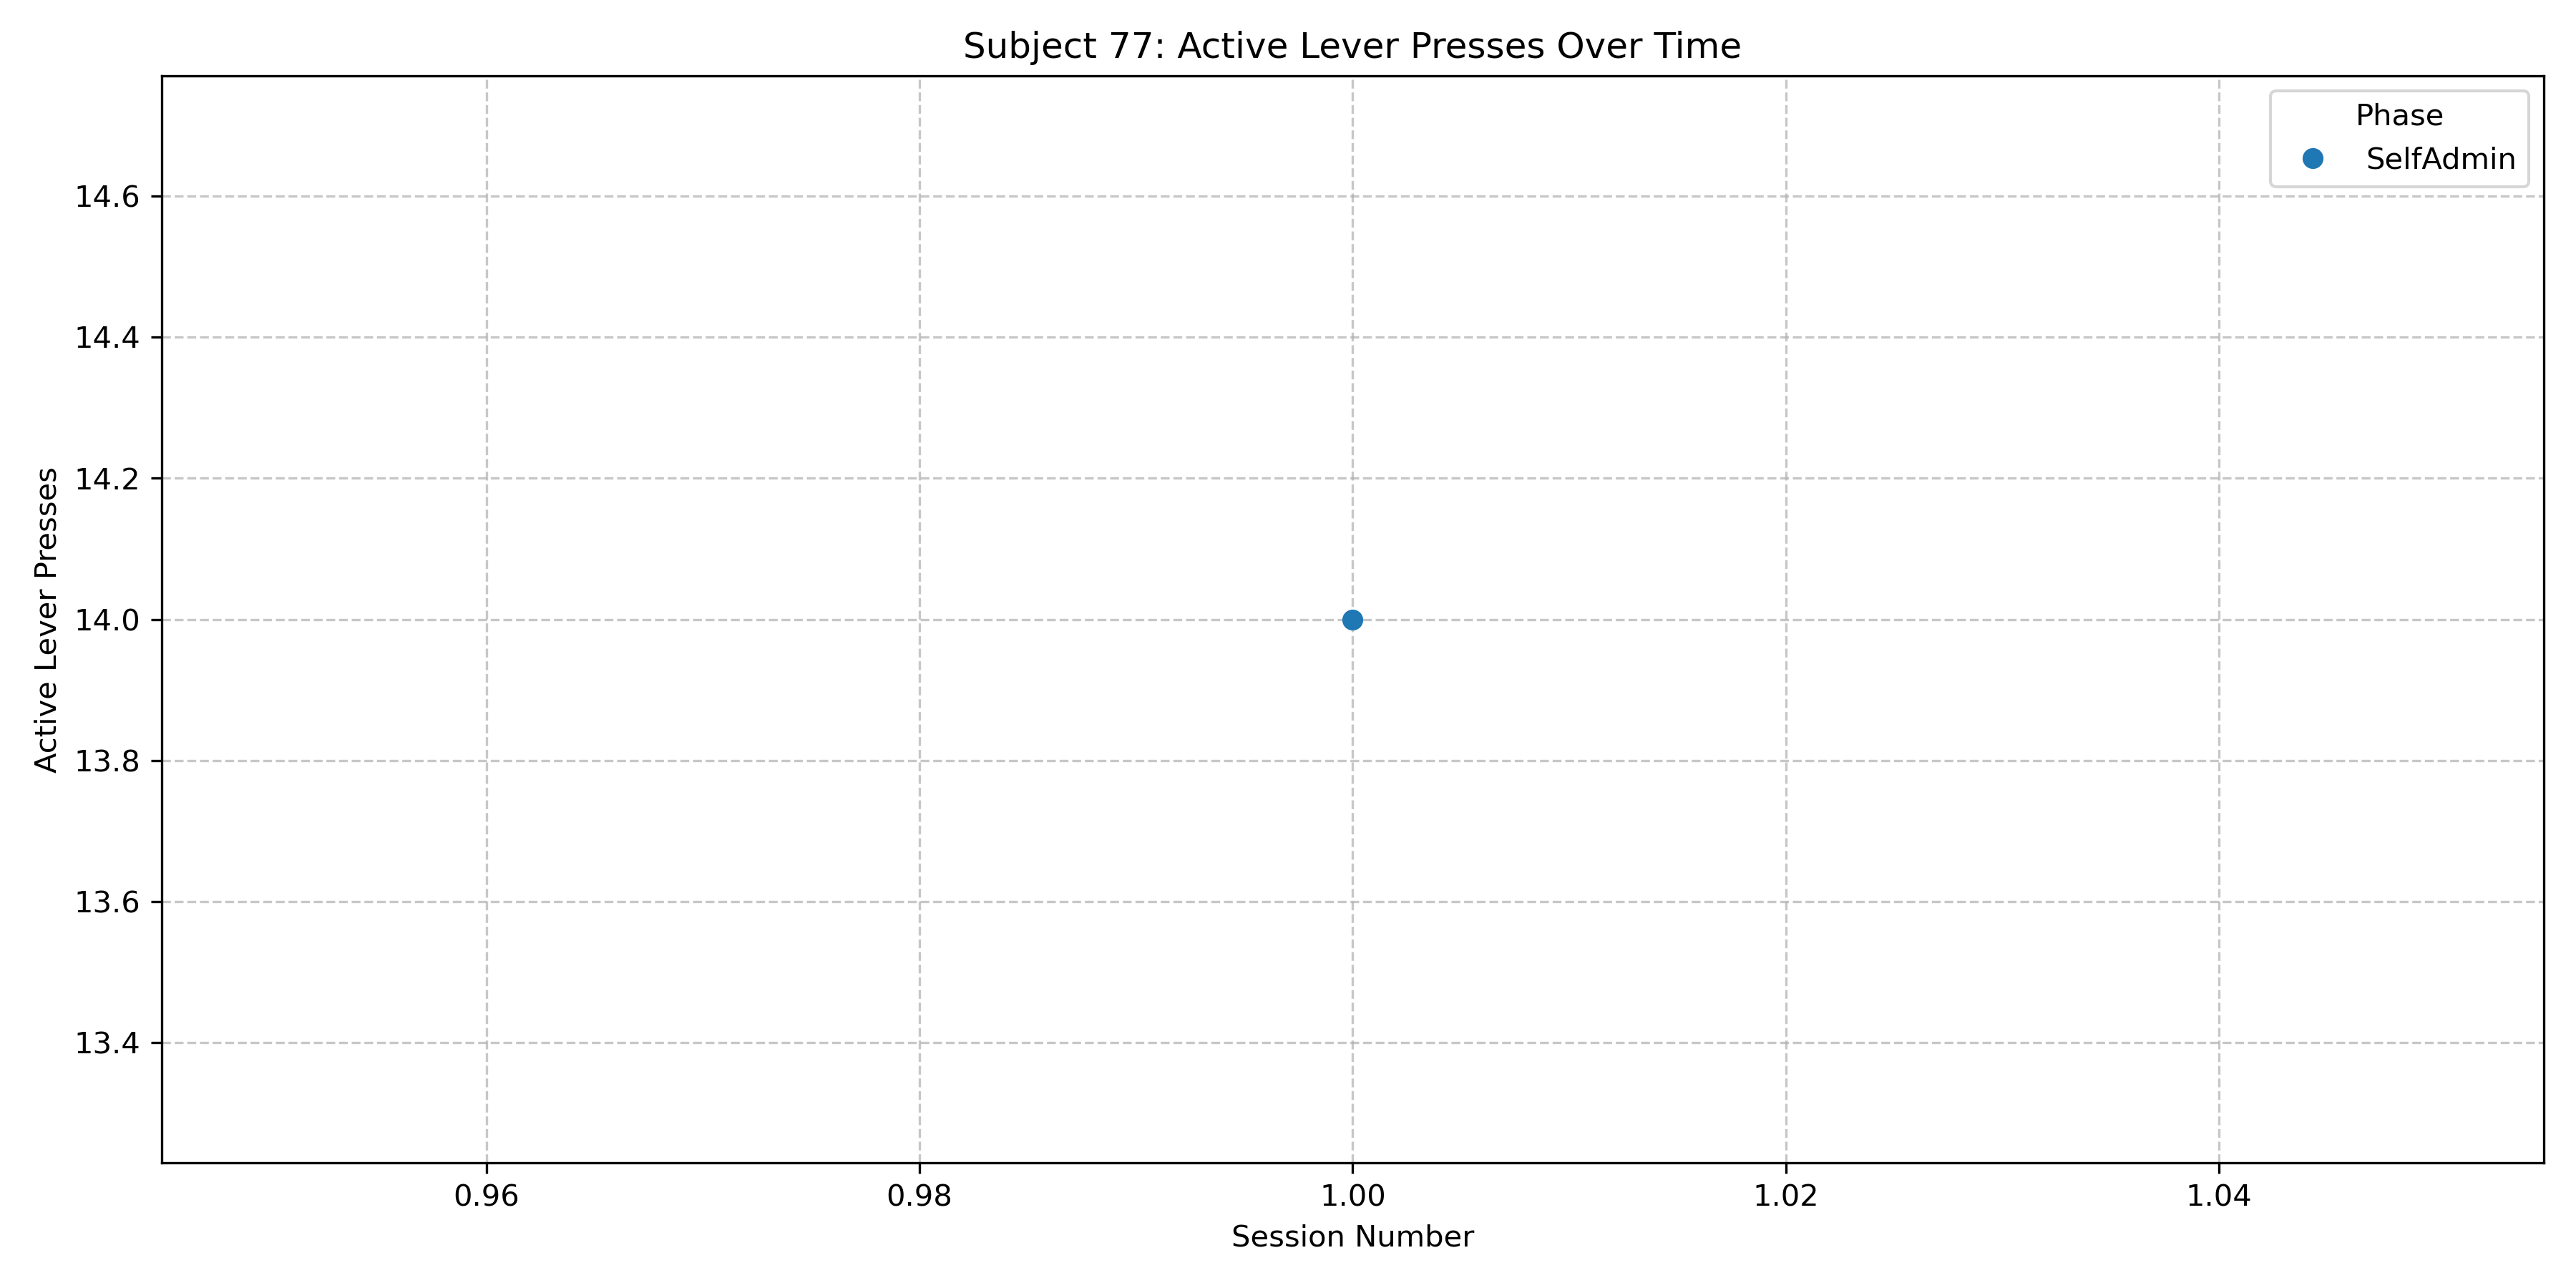 Subject 77: Active Lever Presses Over Time
Phase
SelfAdmin
Active Lever Presses
14.6
14.4
14.2
14.0
13.8
13.6
13.4
0.96 0.98 1.00 1.02 1.04
Session Number